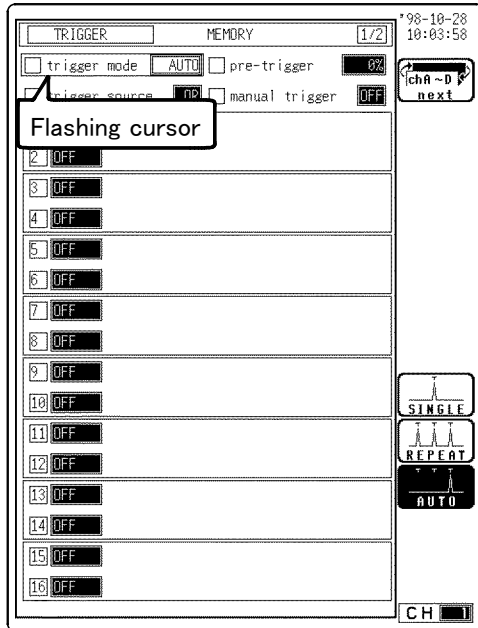 '98-10-28
TRIGGER MEMORY 1/2 10:03:58
trigger mode AUTO pre-trigger 0%
chA~D
trigger source OR manual trigger OFF next
Flashing cursor
2 OFF
3 OFF
4 OFF
5 OFF
6 OFF
7 OFF
8 OFF
9 OFF
10 OFF
SINGLE
11 OFF
REPEAT
12 OFF
13 OFF
AUTO
14 OFF
15 OFF
16 OFF
CH 1